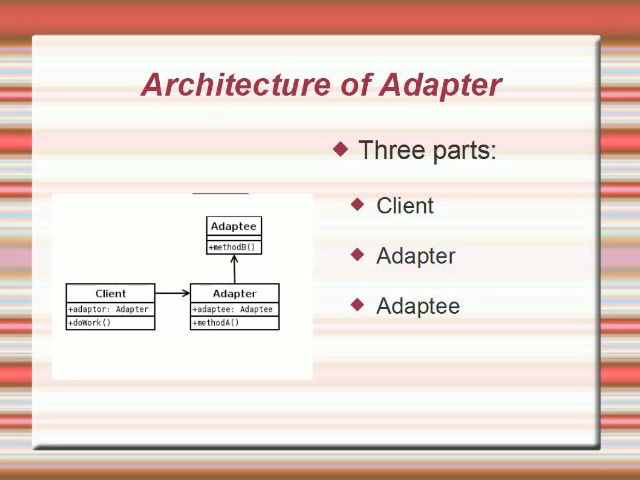 Architecture of Adapter
Three parts:
Client
Adapter
Adaptee
Adaptee
+methodB()
Client
+adaptor: Adapter
+doWork()
Adapter
+adaptee: Adaptee
+methodA()